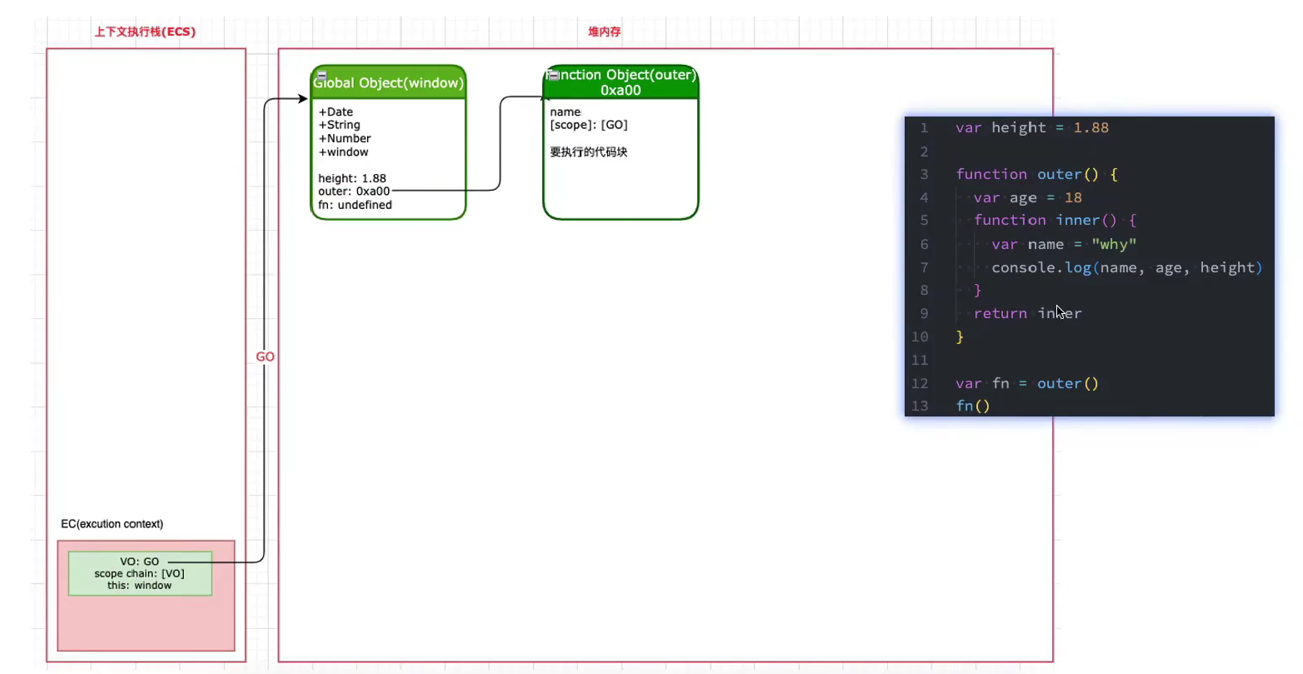 上下文执行栈(ECS)
堆内存
Global Object(window)
+Date
+String
+Number
+window
height: 1.88
outer: 0xa00
fn: undefined
Function Object(outer)
0xa00
name
[scope]: [GO]
要执行的代码块
1 var height = 1.88
2
3 function outer() {
4 var age = 18
5 function inner() {
6 var name = "why"
7 console.log(name, age, height)
8 }
9 return inner
10 }
11
12 var fn = outer()
13 fn()
GO
EC(excution context)
VO: GO
scope chain: [VO]
this: window